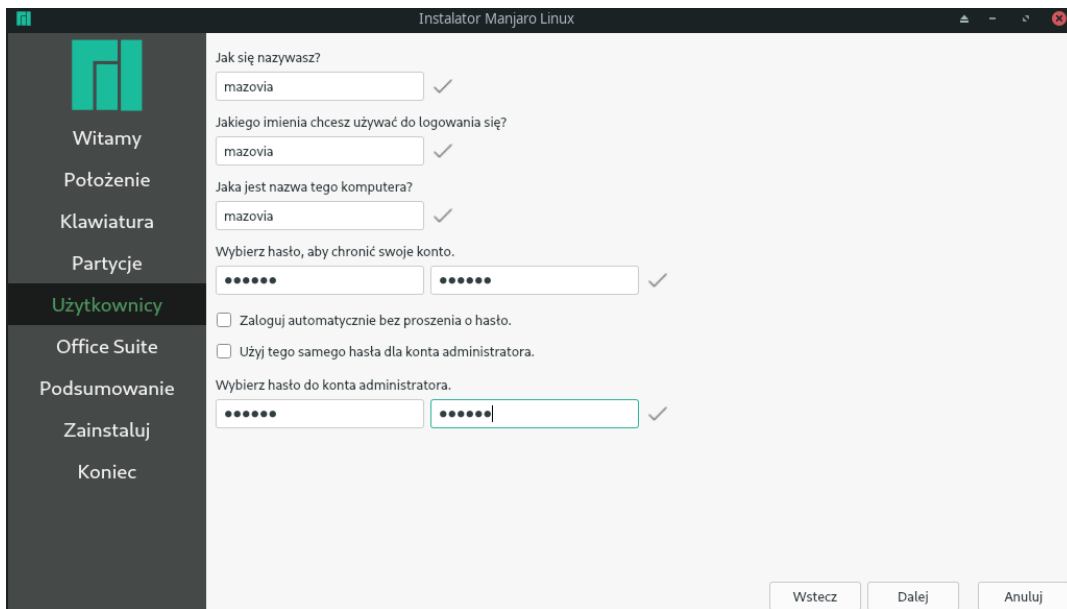 Instalator Manjaro Linux
Witamy
Położenie
Klawiatura
Partycje
Użytkownicy
Office Suite
Podsumowanie
Zainstaluj
Koniec
Jak się nazywasz?
mazovia
Jakiego imienia chcesz używać do logowania się?
mazovia
Jaka jest nazwa tego komputera?
mazovia
Wybierz hasło, aby chronić swoje konto.
●●●●●● ●●●●●●
Zaloguj automatycznie bez proszenia o hasło.
Użyj tego samego hasła dla konta administratora.
Wybierz hasło do konta administratora.
●●●●●● ●●●●●●
Wstecz Dalej Anuluj